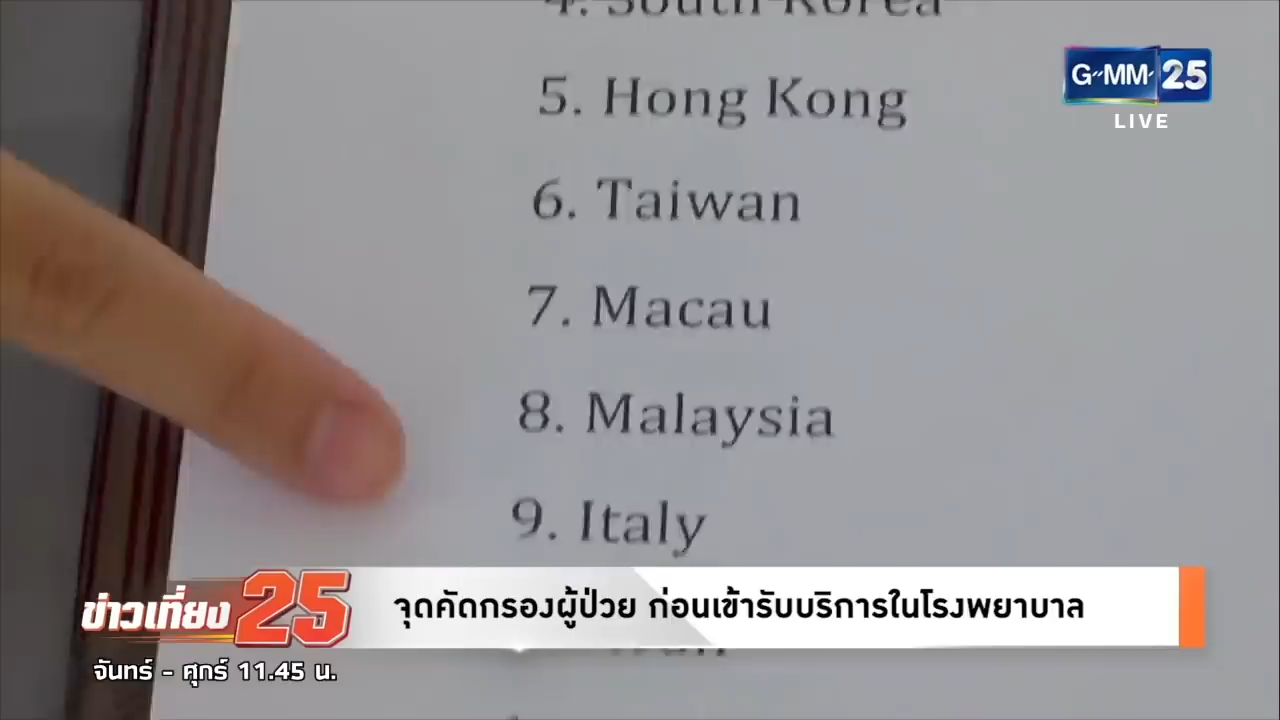 4. South Korea
5. Hong Kong
6. Taiwan
7. Macau
8. Malaysia
9. Italy
G"MM' 25
LIVE
ข่าวเที่ยง 25
จุดคัดกรองผู้ป่วย ก่อนเข้ารับบริการในโรงพยาบาล
จันทร์ - ศุกร์ 11.45 น.